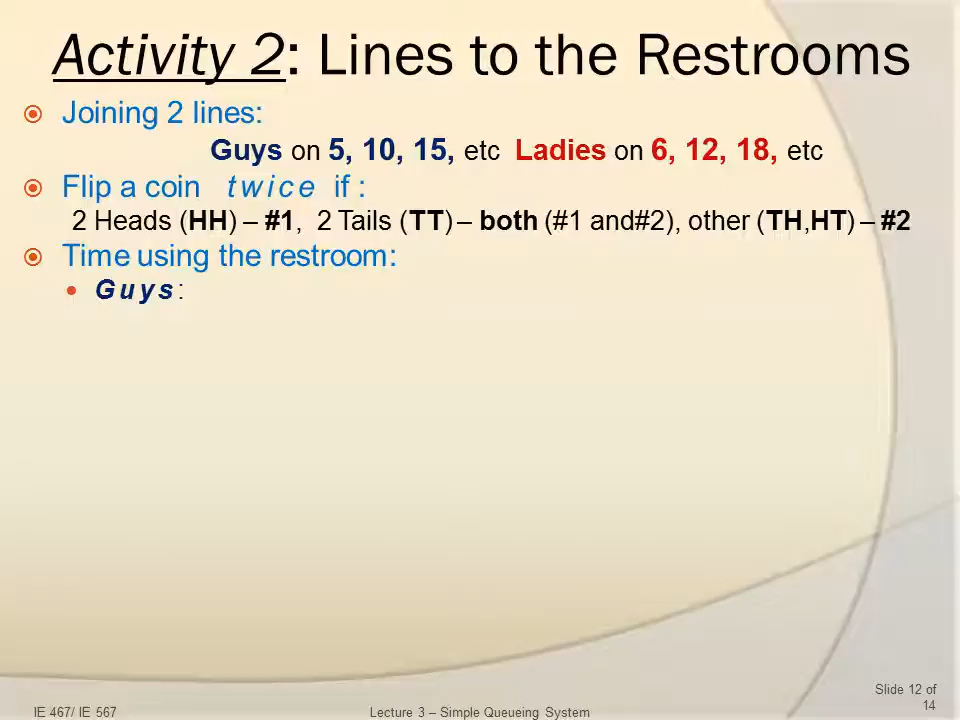 Activity 2: Lines to the Restrooms
Joining 2 lines:
Guys on 5, 10, 15, etc Ladies on 6, 12, 18, etc
Flip a coin twice if :
2 Heads (HH) – #1, 2 Tails (TT) – both (#1 and#2), other (TH,HT) – #2
Time using the restroom:
Guys:
Slide 12 of
14
IE 467/ IE 567
Lecture 3 – Simple Queueing System